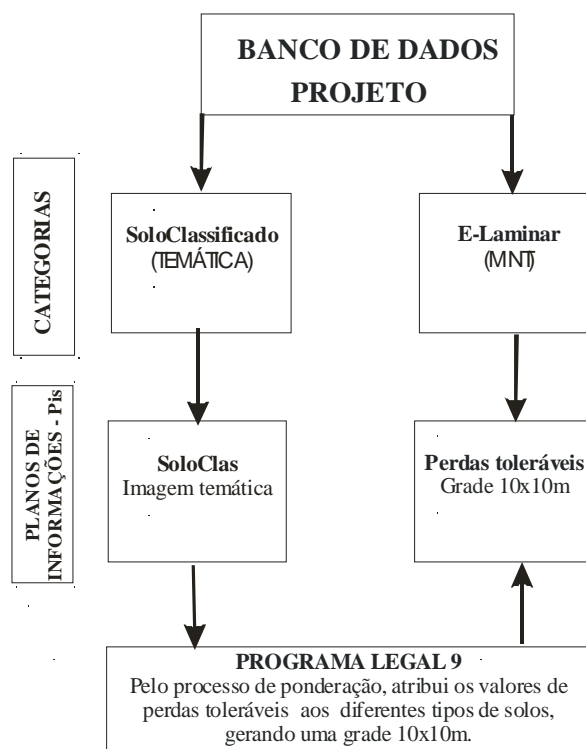 BANCO DE DADOS
PROJETO
CATEGORIAS
SoloClassificado
(TEMÁTICA)
E-Laminar
(MNT)
PLANOS DE
INFORMAÇÕES - Pis
SoloClas
Imagem temática
Perdas toleráveis
Grade 10x10m
PROGRAMA LEGAL 9
Pelo processo de ponderação, atribui os valores de
perdas toleráveis aos diferentes tipos de solos,
gerando uma grade 10x10m.